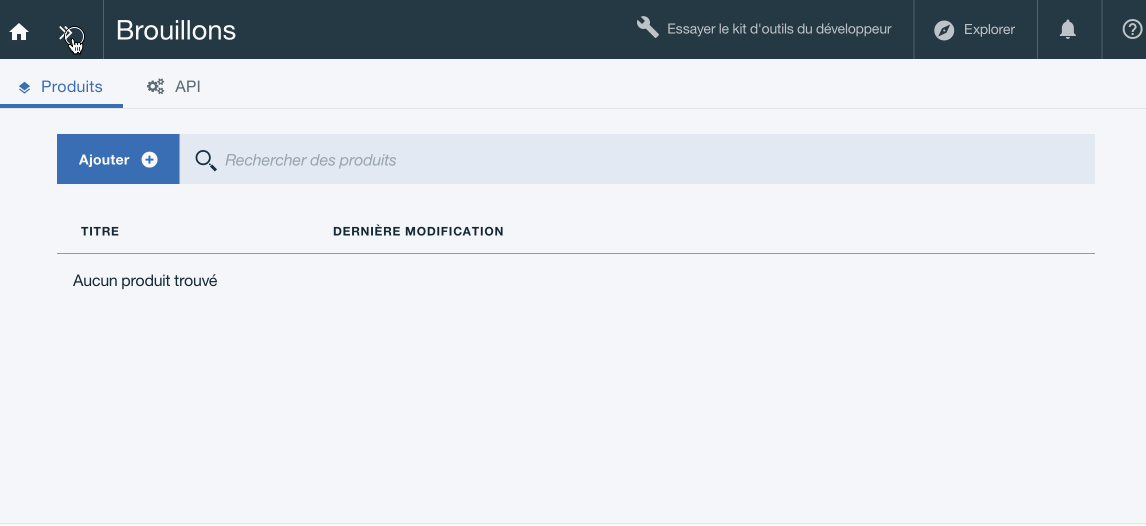 Brouillons
Essayer le kit d'outils du développeur
Explorer
Produits
API
Ajouter
Rechercher des produits
TITRE
DERNIÈRE MODIFICATION
Aucun produit trouvé